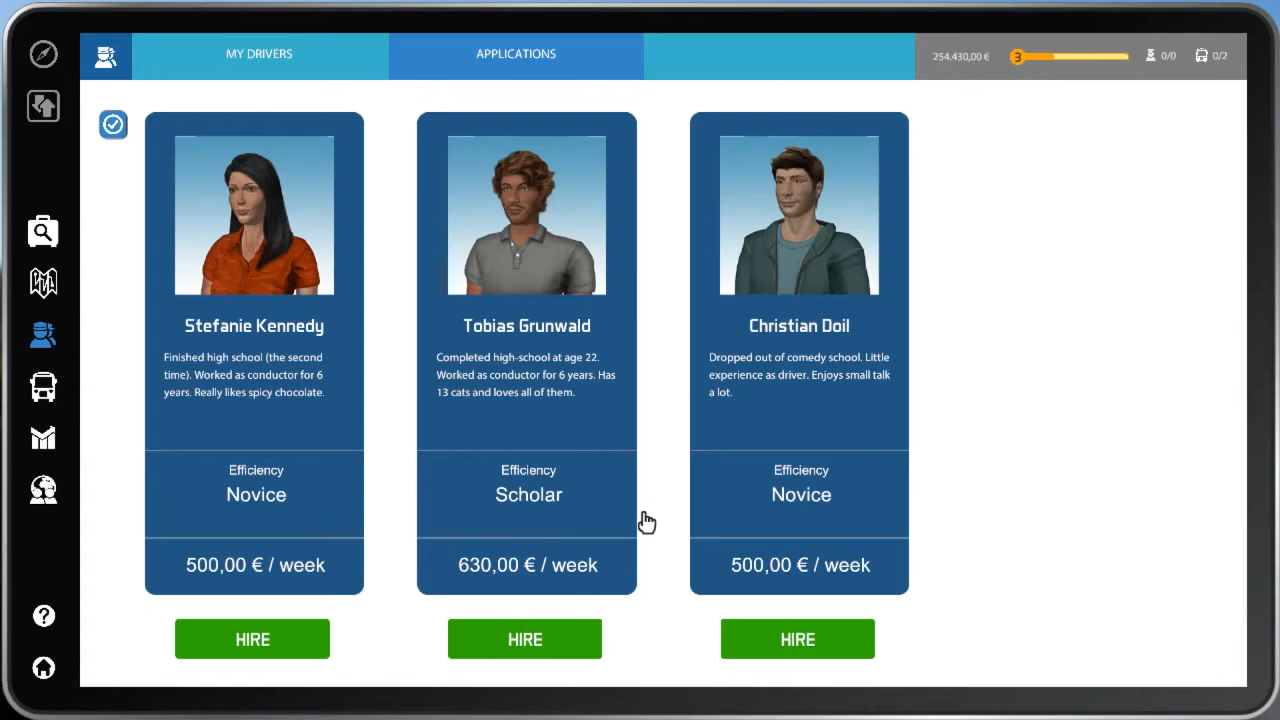 MY DRIVERS
APPLICATIONS
254.430,00 €
3
0/0
0/2
Stefanie Kennedy
Finished high school (the second
time). Worked as conductor for 6
years. Really likes spicy chocolate.
Efficiency
Novice
500,00 € / week
HIRE
Tobias Grunwald
Completed high-school at age 22.
Worked as conductor for 6 years. Has
13 cats and loves all of them.
Efficiency
Scholar
630,00 € / week
HIRE
Christian Doil
Dropped out of comedy school. Little
experience as driver. Enjoys small talk
a lot.
Efficiency
Novice
500,00 € / week
HIRE
?